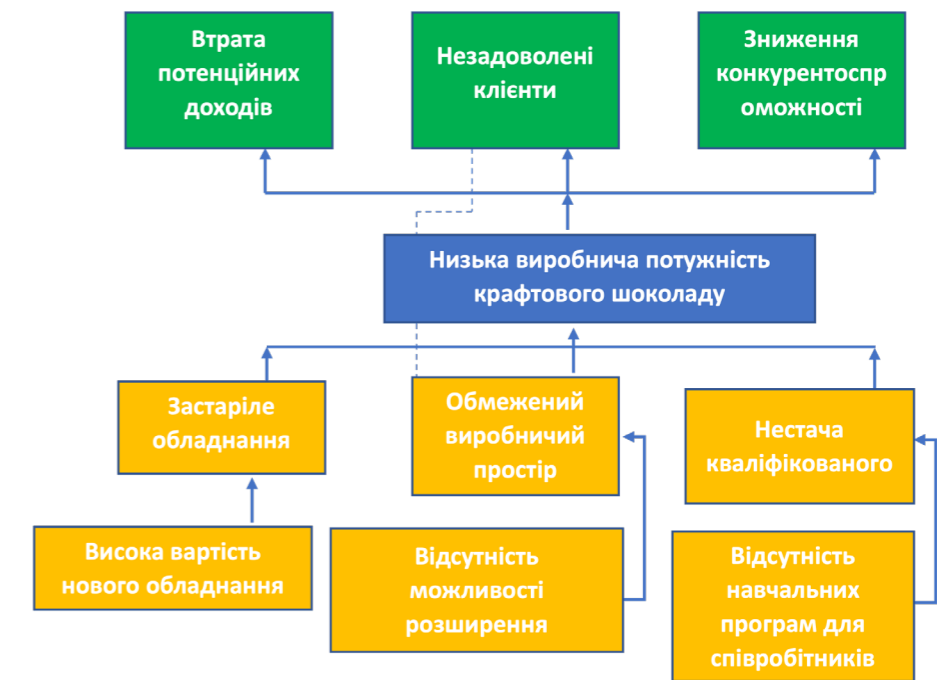 Втрата
потенційних
доходів
Незадоволені
клієнти
Зниження
конкурентоспр
оможності
Низька виробнича потужність
крафтового шоколаду
Застаріле
обладнання
Обмежений
виробничий
простір
Нестача
кваліфікованого
Висока вартість
нового обладнання
Відсутність
можливості
розширення
Відсутність
навчальних
програм для
співробітників